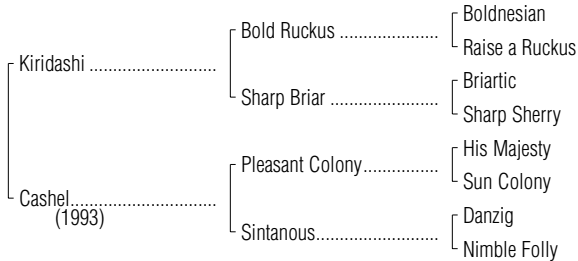 Boldnesian
Bold Ruckus
Raise a Ruckus
Kiridashi
Briartic
Sharp Briar
Sharp Sherry
His Majesty
Pleasant Colony
Sun Colony
Cashel
(1993)
Danzig
Sintanous
Nimble Folly